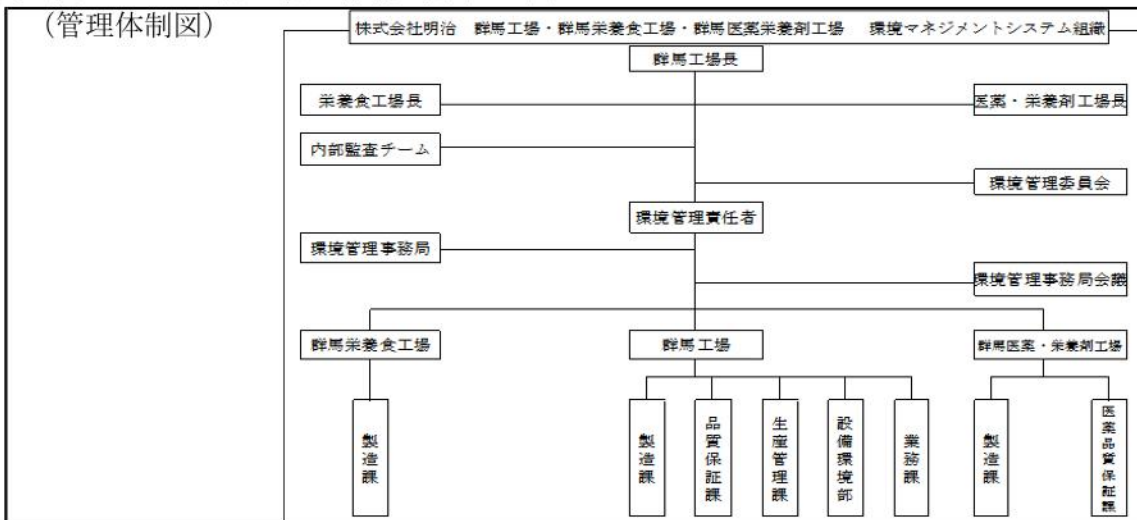 (管理体制図)
株式会社明治 群馬工場・群馬栄養食工場・群馬医薬栄養剤工場 環境マネジメントシステム組織
群馬工場長
栄養食工場長
医薬・栄養剤工場長
内部監査チーム
環境管理委員会
環境管理責任者
環境管理事務局
環境管理事務局会議
群馬栄養食工場
群馬工場
群馬医薬・栄養剤工場
製造課
製造課
品質保証課
生産管理課
設備環境部
業務課
製造課
医薬品質保証課